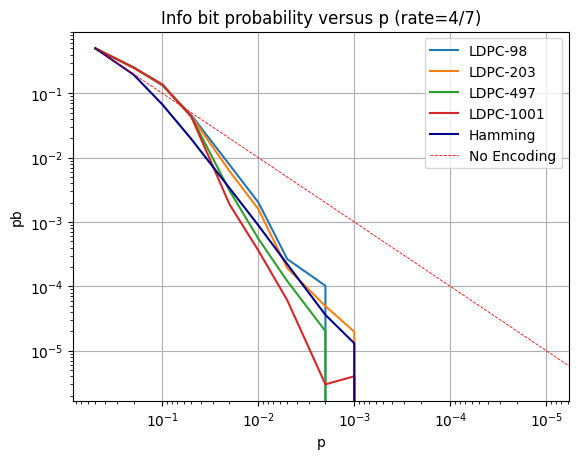 Info bit probability versus p (rate=4/7)
LDPC-98
LDPC-203
LDPC-497
LDPC-1001
Hamming
No Encoding
pb
10⁻¹
10⁻²
10⁻³
10⁻⁴
10⁻⁵
10⁻¹ 10⁻² 10⁻³ 10⁻⁴ 10⁻⁵
p